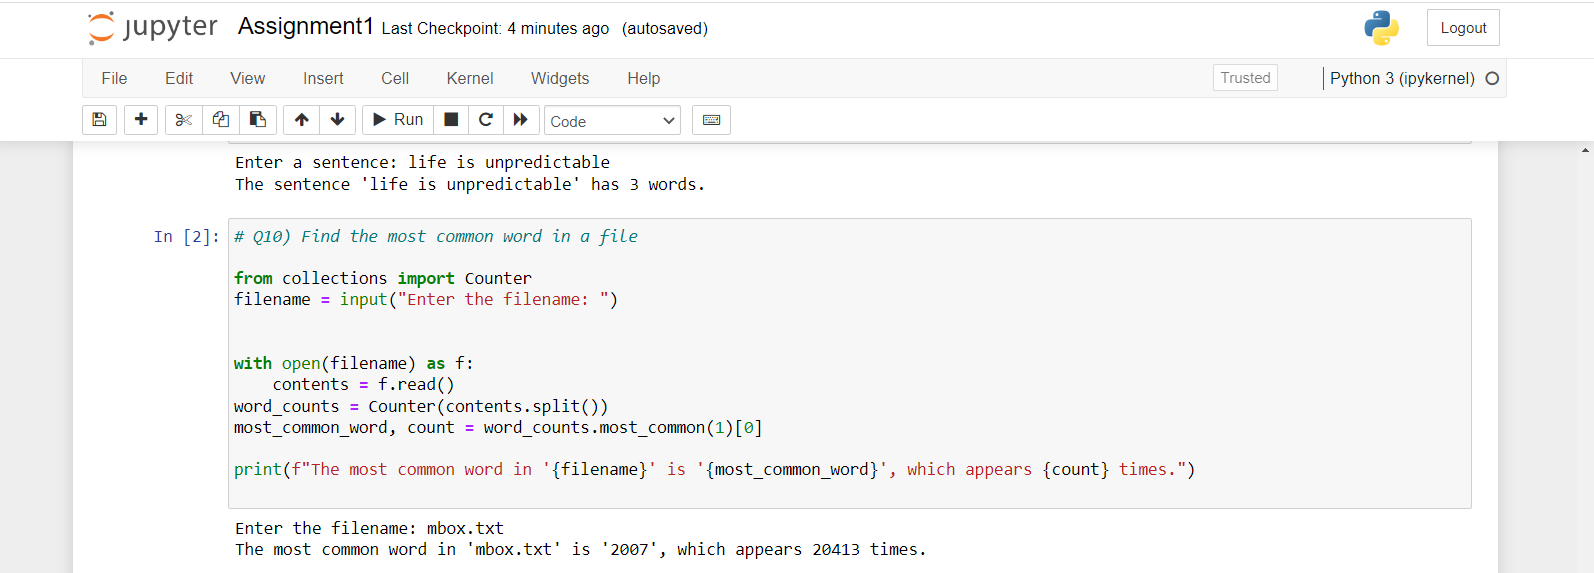 jupyter Assignment1 Last Checkpoint: 4 minutes ago (autosaved)
Logout
File Edit View Insert Cell Kernel Widgets Help
Trusted
Python 3 (ipykernel)
Run
Code
Enter a sentence: life is unpredictable
The sentence 'life is unpredictable' has 3 words.
In [2]:
# Q10) Find the most common word in a file
from collections import Counter
filename = input("Enter the filename: ")
with open(filename) as f:
    contents = f.read()
word_counts = Counter(contents.split())
most_common_word, count = word_counts.most_common(1)[0]
print(f"The most common word in '{filename}' is '{most_common_word}', which appears {count} times.")
Enter the filename: mbox.txt
The most common word in 'mbox.txt' is '2007', which appears 20413 times.